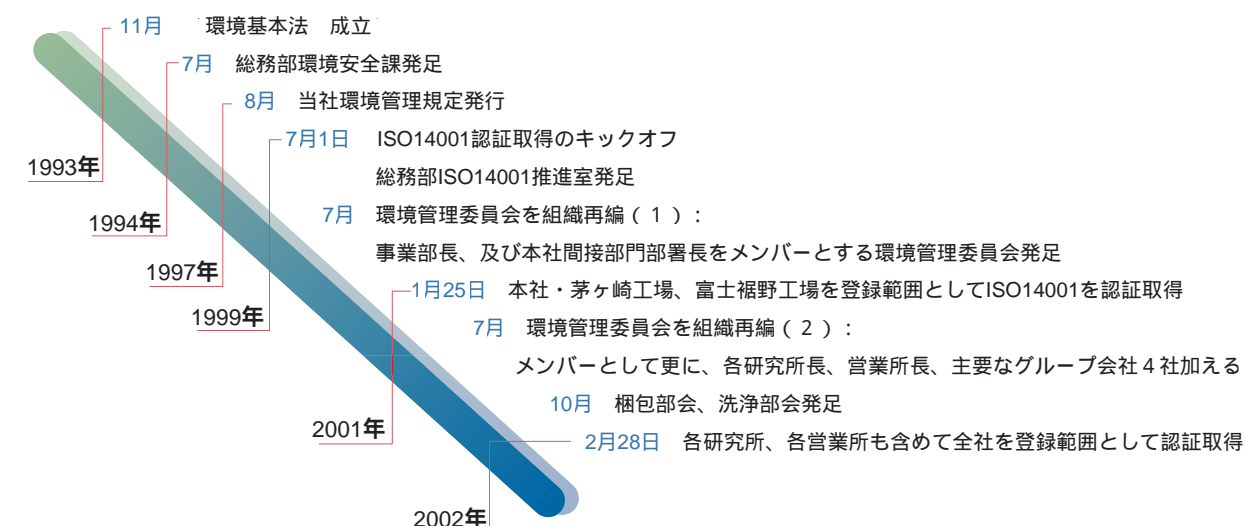 11月 環境基本法 成立
7月 総務部環境安全課発足
8月 当社環境管理規定発行
7月1日 ISO14001認証取得のキックオフ
1993年
総務部ISO14001推進室発足
7月 環境管理委員会を組織再編（1）:
1994年
事業部長、及び本社間接部門部署長をメンバーとする環境管理委員会発足
1997年
1月25日 本社・茅ヶ崎工場、富士裾野工場を登録範囲としてISO14001を認証取得
1999年
7月 環境管理委員会を組織再編（2）:
メンバーとして更に、各研究所長、営業所長、主要なグループ会社４社加える
10月 梱包部会、洗浄部会発足
2001年
2月28日 各研究所、各営業所も含めて全社を登録範囲として認証取得
2002年